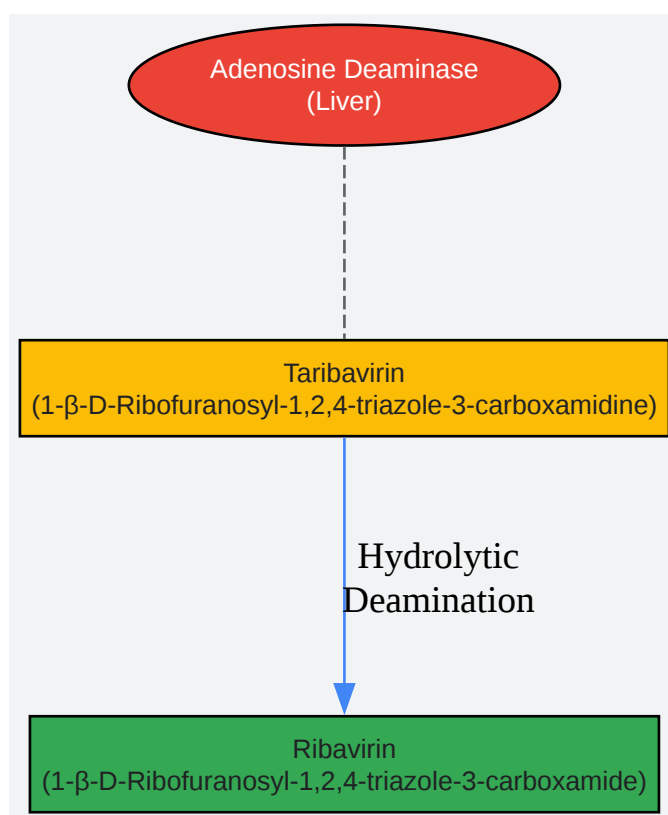 Adenosine Deaminase
(Liver)
Taribavirin
(1-β-D-Ribofuranosyl-1,2,4-triazole-3-carboxamidine)
Hydrolytic
Deamination
Ribavirin
(1-β-D-Ribofuranosyl-1,2,4-triazole-3-carboxamide)